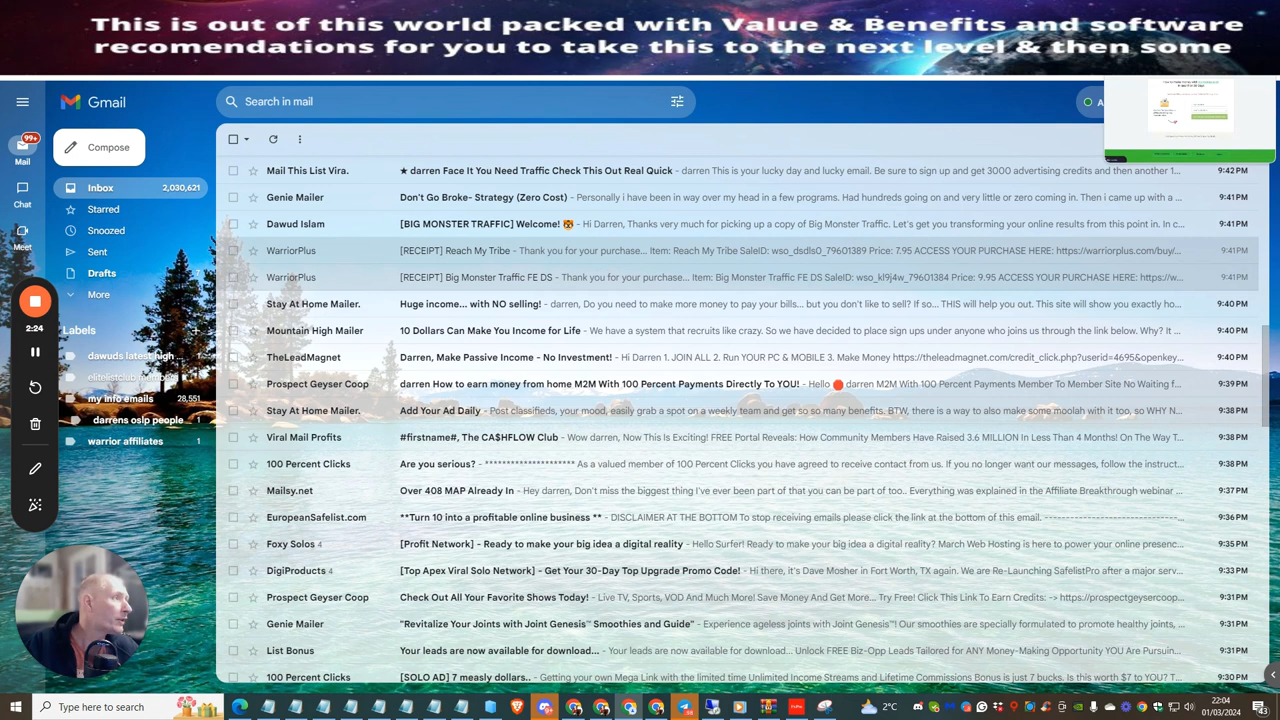 This is out of this world packed with Value & Benefits and software
recomendations for you to take this to the next level & then some
Gmail
Search in mail
99+
Mail
Chat
Meet
2:24
Compose
Inbox 2,030,621
Starred
Snoozed
Sent
Drafts 7
More
Labels
dawuds latest high ... 1
elitelistclub members
my info emails 28,551
darrens oslp people 1
warrior affiliates 1
Mail This List Vira. ★ darren Face It You Need Traffic Check This Out Real Quick - darren This is your lucky day and lucky email. Be sure to sign up and get 3000 advertising credits and then another 1... 9:42 PM
Genie Mailer Don't Go Broke- Strategy (Zero Cost) - Personally i have been in way over my head in a few programs. Had hundreds going on and very little or zero coming in. Then i came up with a ... 9:41 PM
Dawud Islam [BIG MONSTER TRAFFIC] Welcome! 🐯 - Hi Darren, Thanks very much for picking up a copy of Big Monster Traffic. Let's get you transforming your online results from this point in. In c... 9:41 PM
WarriorPlus [RECEIPT] Reach My Tribe - Thank you for your purchase... Item: Reach My Tribe SaleID: wso_dsdls0_79601389 Price: 7.95 ACCESS YOUR PURCHASE HERE: https://warriorplus.com/buy/... 9:41 PM
WarriorPlus [RECEIPT] Big Monster Traffic FE DS - Thank you for your purchase... Item: Big Monster Traffic FE DS SaleID: wso_kl9j4w_79601384 Price: 9.95 ACCESS YOUR PURCHASE HERE: https://w... 9:41 PM
Stay At Home Mailer. Huge income... with NO selling! - darren, Do you need to make more money to pay your bills... but you don't like to sell? If so... THIS will help you out. This site will show you exactly ho... 9:40 PM
Mountain High Mailer 10 Dollars Can Make You Income for Life - We have a system that recruits like crazy. So we have decided to place sign ups under anyone who joins us through the link below. Why? It ... 9:40 PM
TheLeadMagnet Darren, Make Passive Income - No Investment! - Hi Darren 1. JOIN ALL 2. Run YOUR PC & MOBILE 3. Make Money https://theleadmagnet.com/credit_click.php?userid=4695&openkey... 9:40 PM
Prospect Geyser Coop darren How to earn money from home M2M With 100 Percent Payments Directly To YOU! - Hello 🛑 darren M2M With 100 Percent Payments Member To Member Site No Waiting f... 9:39 PM
Stay At Home Mailer. Add Your Ad Daily - Post classified ads your mood, easily grab a spot on a weekly team and get also many benefits. BTW, there is a way to also make some moolah with it too, so WHY N... 9:38 PM
Viral Mail Profits #firstname#, The CA$HFLOW Club - Wow darren, Now This Is Exciting! FREE Portal Reveals: How Community Members Have Raised 3.6 MILLION In Less Than 4 Months! On The Way T... 9:38 PM
100 Percent Clicks Are you serious? - ******************** As a valued member of 100 Percent Clicks you have agreed to receive contact from us. If you no longer want our messages, follow the instruct... 9:38 PM
Mailsy.net Over 408 MAP Already In - Hey darren, Don't miss the biggest thing I've ever been part of that you can be part of too.. Everything was explained in the Affiliate Breakthrough webinar ... 9:37 PM
EuropeanSafelist.com **Turn 10 into a profitable online business ** - DISCLAIMER AT THE BOTTOM To stop receiving emails please click the link at the bottom of this email. ----------------------------... 9:36 PM
Foxy Solos 4 [Profit Network] - Ready to make your big idea a digital reality - Hello Surfer! Ready to make your big idea a digital reality? March Web Hosting is here to power your online presenc... 9:35 PM
DigiProducts 4 [Top Apex Viral Solo Network] - Get Your 30-Day Top Upgrade Promo Code! - Hi there, it's Dave Mosher in Fort Worth, TX again. We are Re-Launching SafelistPro after a major serv... 9:33 PM
Prospect Geyser Coop Check Out All Your Favorite Shows Today! - Live TV, Sports, VOD And Much More! Save Money And Get More... Try Free! Click This Link To Earn Credits: -> https://prospectgeysercoop... 9:31 PM
Genie Mailer "Revitalize Your Joints with Joint Genesis™ Smoothies and Guide" - Experience ageless joints with Joint Genesis™! Our smoothies are specially formulated to promote healthy joints, ... 9:31 PM
List Bonus Your leads are now available for download... - Your leads are now available for download... Unlock FREE Biz-Opp Leads Tailored for ANY Money-Making Opportunity YOU Are Pursuin... 9:31 PM
100 Percent Clicks [SOLO AD] 7 measly dollars.. - Getting your own Mega Link with the limited time Unlimited Income Streams and Lifetime Commissions Bonus is just 7 bucks. Is this worth $7 to YOU? T... 9:30 PM
Type here to search
2°C
22:04
01/03/2024
43